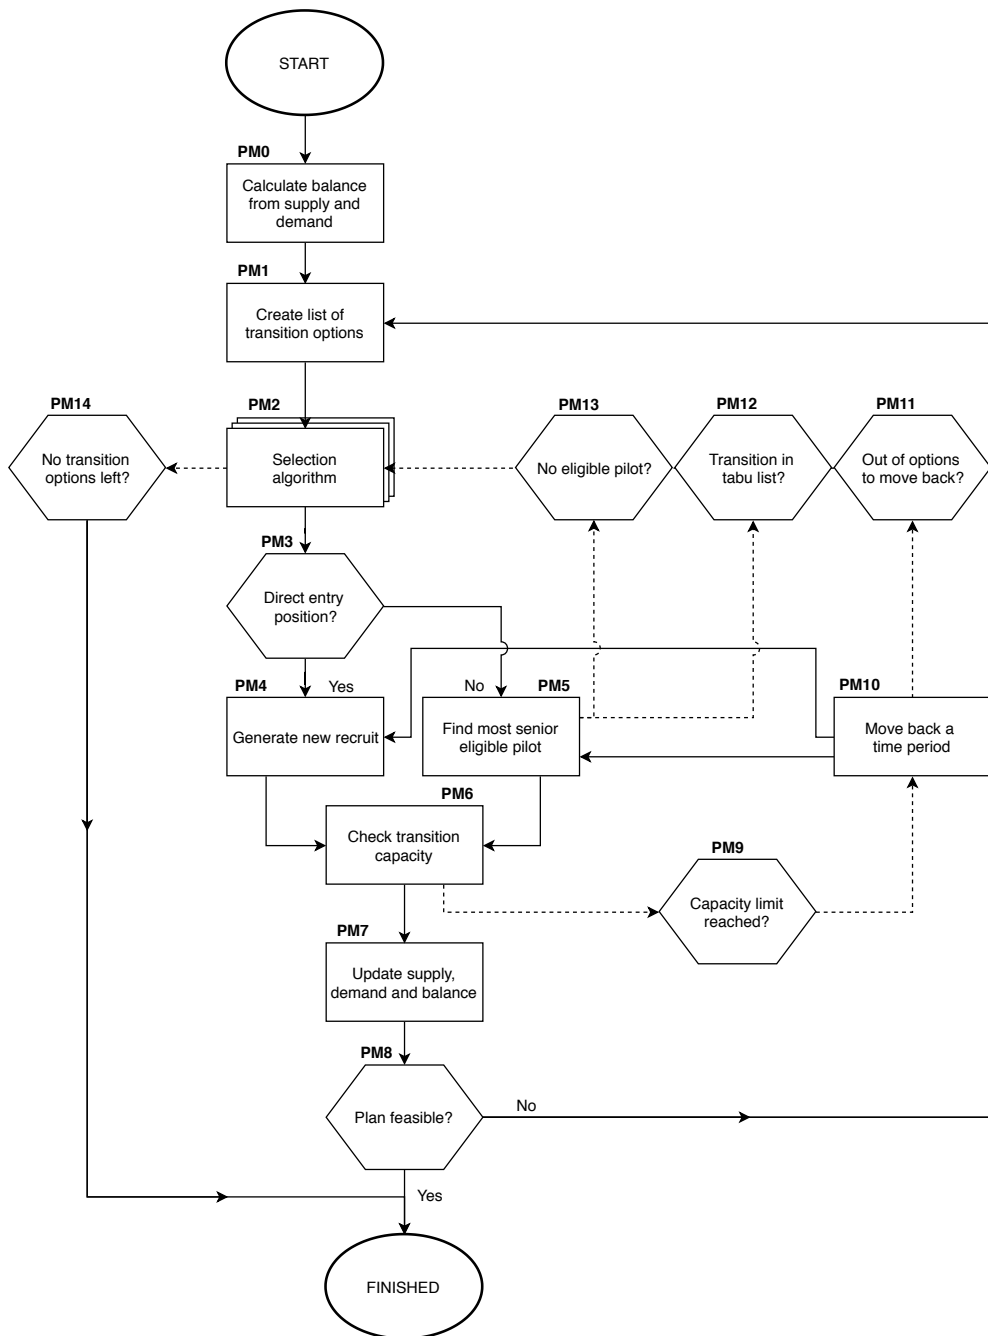 START
PM0
Calculate balance
from supply and
demand
PM1
Create list of
transition options
PM14
No transition
options left?
PM2
Selection
algorithm
PM13
No eligible pilot?
PM12
Transition in
tabu list?
PM11
Out of options
to move back?
PM3
Direct entry
position?
PM4
Yes
Generate new recruit
No
PM5
Find most senior
eligible pilot
PM10
Move back a
time period
PM6
Check transition
capacity
PM9
Capacity limit
reached?
PM7
Update supply,
demand and balance
PM8
Plan feasible?
No
Yes
FINISHED